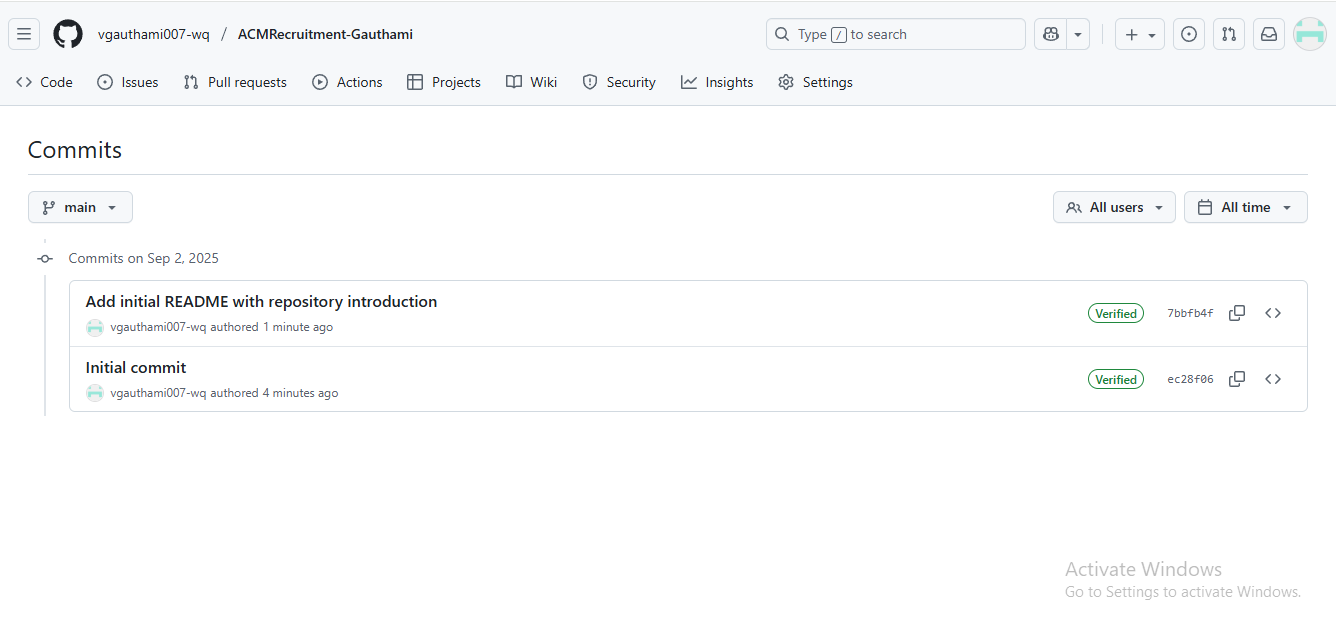 vgauthami007-wq / ACMRecruitment-Gauthami
Type / to search
Code Issues Pull requests Actions Projects Wiki Security Insights Settings
Commits
main All users All time
Commits on Sep 2, 2025
Add initial README with repository introduction
vgauthami007-wq authored 1 minute ago
Verified 7bbfb4f
Initial commit
vgauthami007-wq authored 4 minutes ago
Verified ec28f06
Activate Windows
Go to Settings to activate Windows.